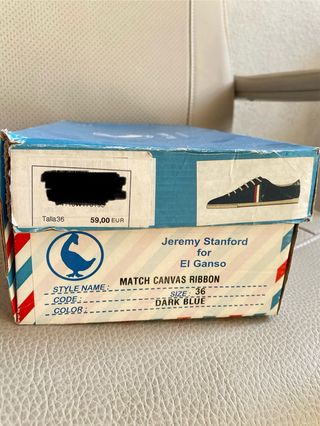 Talla36
59,00 EUR
Jeremy Stanford
for
El Ganso
STYLE NAME: MATCH CANVAS RIBBON
CODE: SIZE: 36
COLOR: DARK BLUE